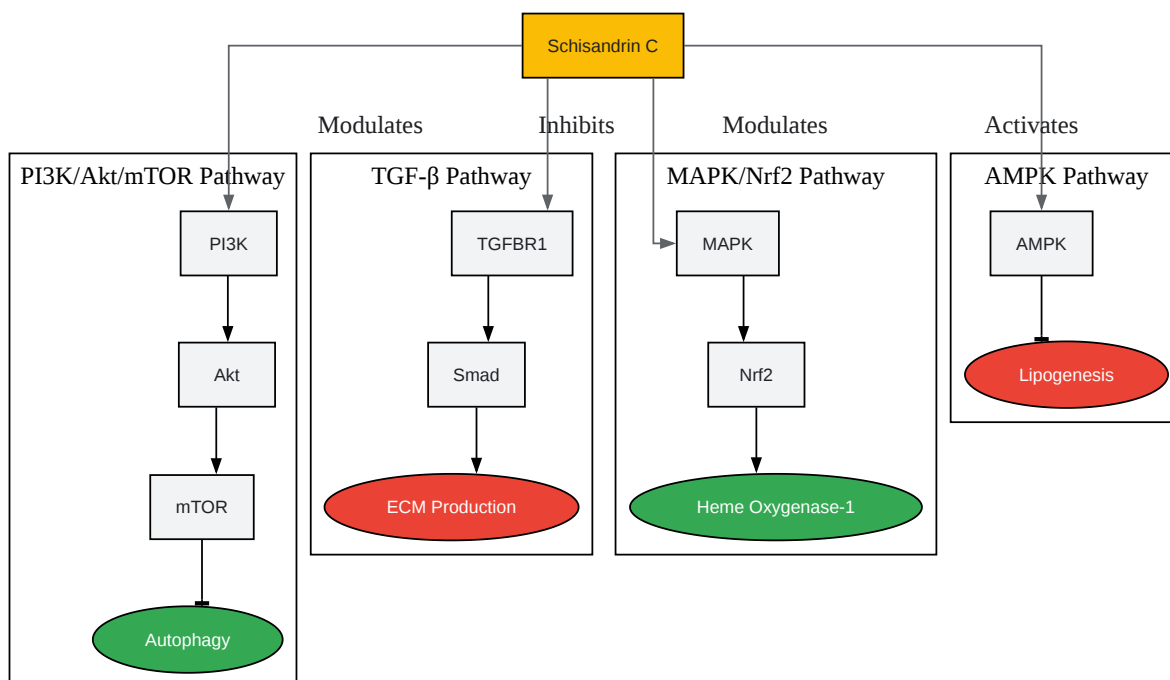 Schisandrin C
Modulates
Inhibits
Modulates
Activates
PI3K/Akt/mTOR Pathway
PI3K
Akt
mTOR
Autophagy
TGF-β Pathway
TGFBR1
Smad
ECM Production
MAPK/Nrf2 Pathway
MAPK
Nrf2
Heme Oxygenase-1
AMPK Pathway
AMPK
Lipogenesis